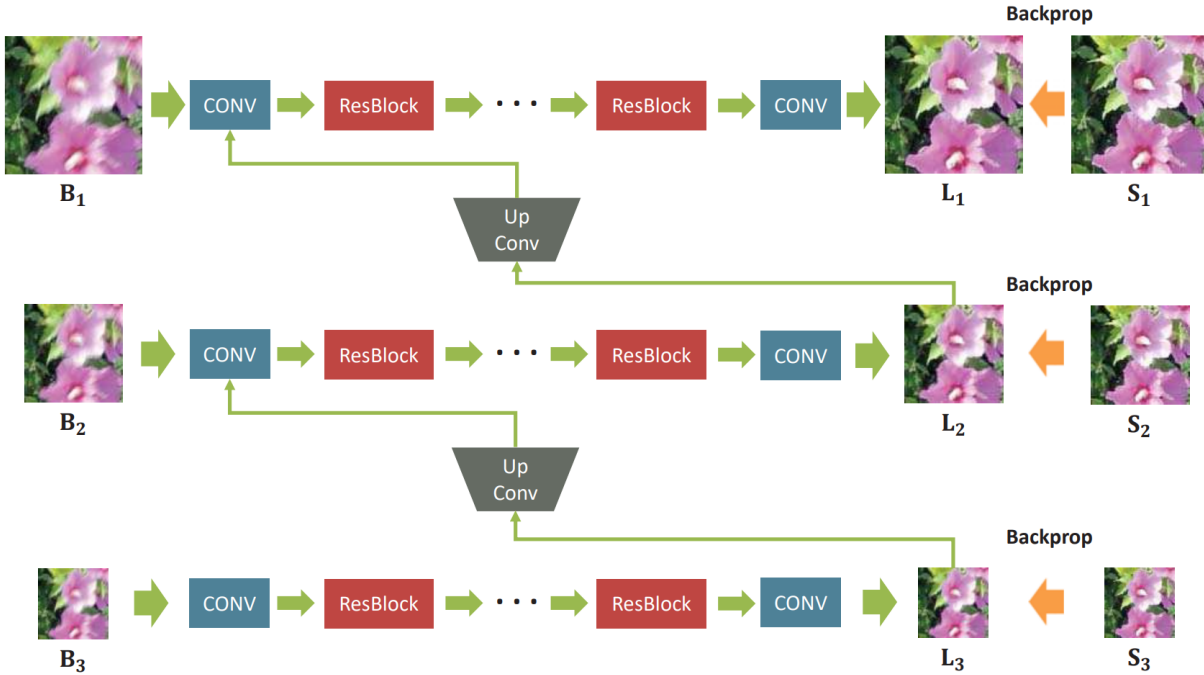 Backprop
CONV
ResBlock
· · ·
ResBlock
CONV
B₁
L₁
S₁
Up
Conv
Backprop
CONV
ResBlock
· · ·
ResBlock
CONV
B₂
L₂
S₂
Up
Conv
Backprop
CONV
ResBlock
· · ·
ResBlock
CONV
B₃
L₃
S₃